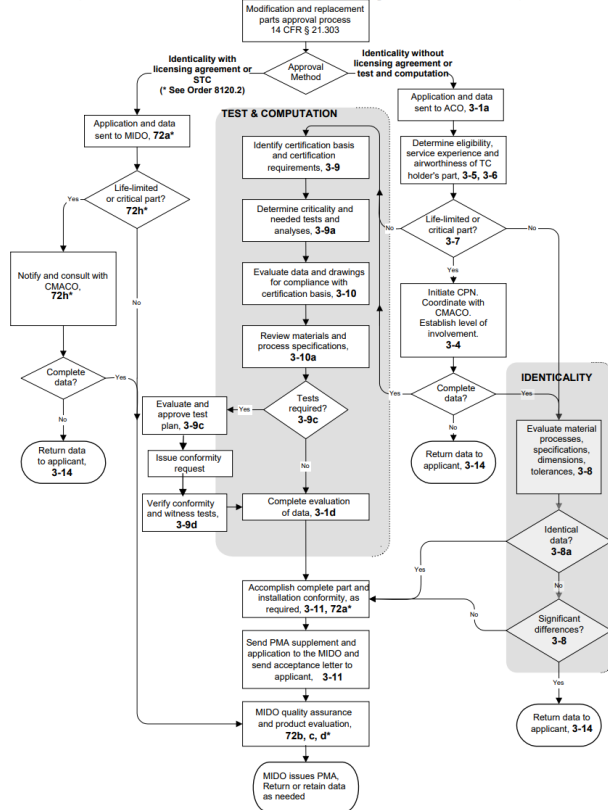 Modification and replacement
parts approval process
14 CFR § 21.303
Identicality with
licensing agreement or
STC
(* See Order 8120.2)
Approval
Method
Identicality without
licensing agreement or
test and computation
Application and data
sent to MIDO, 72a*
Application and data
sent to ACO, 3-1a
TEST & COMPUTATION
Identify certification basis
and certification
requirements, 3-9
Determine eligibility,
service experience and
airworthiness of TC
holder's part, 3-5, 3-6
Life-limited
or critical part?
72h*
Yes
No
Determine criticality and
needed tests and
analyses, 3-9a
Life-limited or
critical part?
3-7
No
No
Yes
Notify and consult with
CMACO,
72h*
Evaluate data and drawings
for compliance with
certification basis, 3-10
Initiate CPN.
Coordinate with
CMACO.
Establish level of
involvement.
3-4
Review materials and
process specifications,
3-10a
Complete
data?
Yes
No
Tests
required?
3-9c
Yes
No
Complete
data?
Yes
Yes
No
IDENTICALITY
Evaluate and
approve test
plan, 3-9c
Return data
to applicant,
3-14
Return data to
applicant, 3-14
Evaluate material
processes,
specifications,
dimensions,
tolerances, 3-8
Issue conformity
request
Verify conformity
and witness tests,
3-9d
Complete evaluation
of data, 3-1d
Identical
data?
3-8a
Yes
No
Accomplish complete part and
installation conformity, as
required, 3-11, 72a*
Significant
differences?
3-8
No
Yes
Send PMA supplement and
application to the MIDO and
send acceptance letter to
applicant, 3-11
MIDO quality assurance
and product evaluation,
72b, c, d*
Return data to
applicant, 3-14
MIDO issues PMA,
Return or retain data
as needed